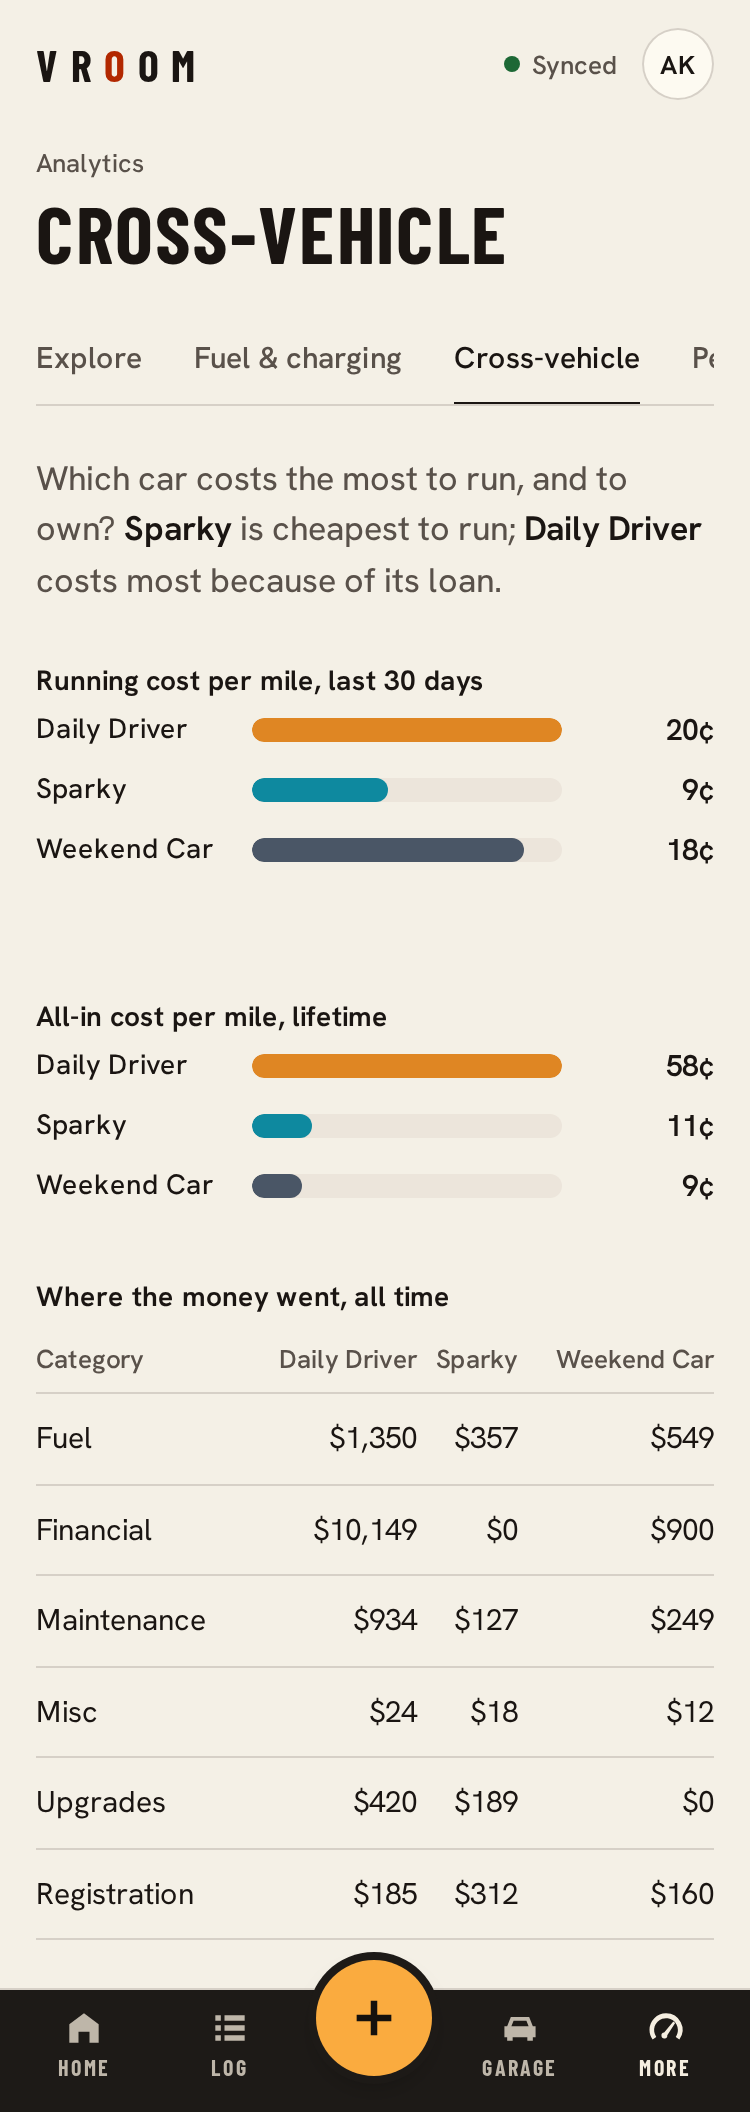 VROOM
Synced
AK
Analytics
CROSS-VEHICLE
Explore Fuel & charging Cross-vehicle Pe
Which car costs the most to run, and to
own? Sparky is cheapest to run; Daily Driver
costs most because of its loan.
Running cost per mile, last 30 days
Daily Driver 20¢
Sparky 9¢
Weekend Car 18¢
All-in cost per mile, lifetime
Daily Driver 58¢
Sparky 11¢
Weekend Car 9¢
Where the money went, all time
Category Daily Driver Sparky Weekend Car
Fuel $1,350 $357 $549
Financial $10,149 $0 $900
Maintenance $934 $127 $249
Misc $24 $18 $12
Upgrades $420 $189 $0
Registration $185 $312 $160
+
HOME LOG GARAGE MORE